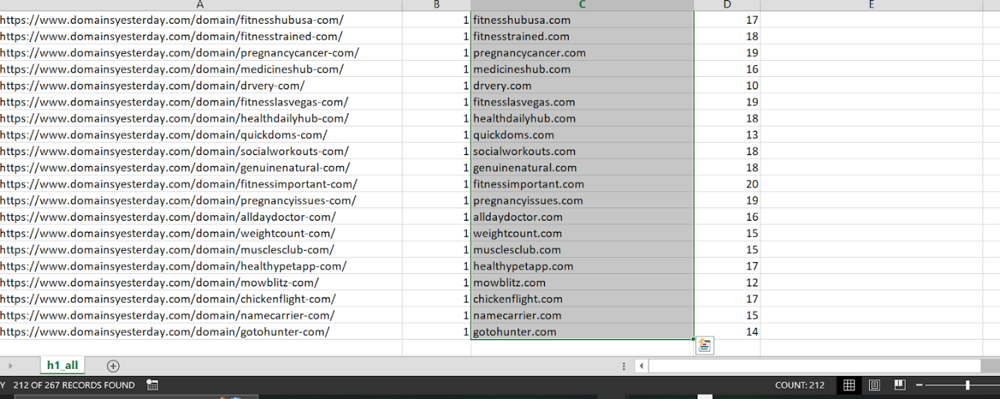 A B C D E
https://www.domainsyesterday.com/domain/fitnesshubusa-com/ 1 fitnesshubusa.com 17
https://www.domainsyesterday.com/domain/fitnesstrained-com/ 1 fitnesstrained.com 18
https://www.domainsyesterday.com/domain/pregnancycancer-com/ 1 pregnancycancer.com 19
https://www.domainsyesterday.com/domain/medicineshub-com/ 1 medicineshub.com 16
https://www.domainsyesterday.com/domain/drvery-com/ 1 drvery.com 10
https://www.domainsyesterday.com/domain/fitnesslasvegas-com/ 1 fitnesslasvegas.com 19
https://www.domainsyesterday.com/domain/healthdailyhub-com/ 1 healthdailyhub.com 18
https://www.domainsyesterday.com/domain/quickdoms-com/ 1 quickdoms.com 13
https://www.domainsyesterday.com/domain/socialworkouts-com/ 1 socialworkouts.com 18
https://www.domainsyesterday.com/domain/genuinenatural-com/ 1 genuinenatural.com 18
https://www.domainsyesterday.com/domain/fitnessimportant-com/ 1 fitnessimportant.com 20
https://www.domainsyesterday.com/domain/pregnancyissues-com/ 1 pregnancyissues.com 19
https://www.domainsyesterday.com/domain/alldaydoctor-com/ 1 alldaydoctor.com 16
https://www.domainsyesterday.com/domain/weightcount-com/ 1 weightcount.com 15
https://www.domainsyesterday.com/domain/musclesclub-com/ 1 musclesclub.com 15
https://www.domainsyesterday.com/domain/healthypetapp-com/ 1 healthypetapp.com 17
https://www.domainsyesterday.com/domain/mowblitz-com/ 1 mowblitz.com 12
https://www.domainsyesterday.com/domain/chickenflight-com/ 1 chickenflight.com 17
https://www.domainsyesterday.com/domain/namecarrier-com/ 1 namecarrier.com 15
https://www.domainsyesterday.com/domain/gotohunter-com/ 1 gotohunter.com 14
h1_all
Y 212 OF 267 RECORDS FOUND COUNT: 212